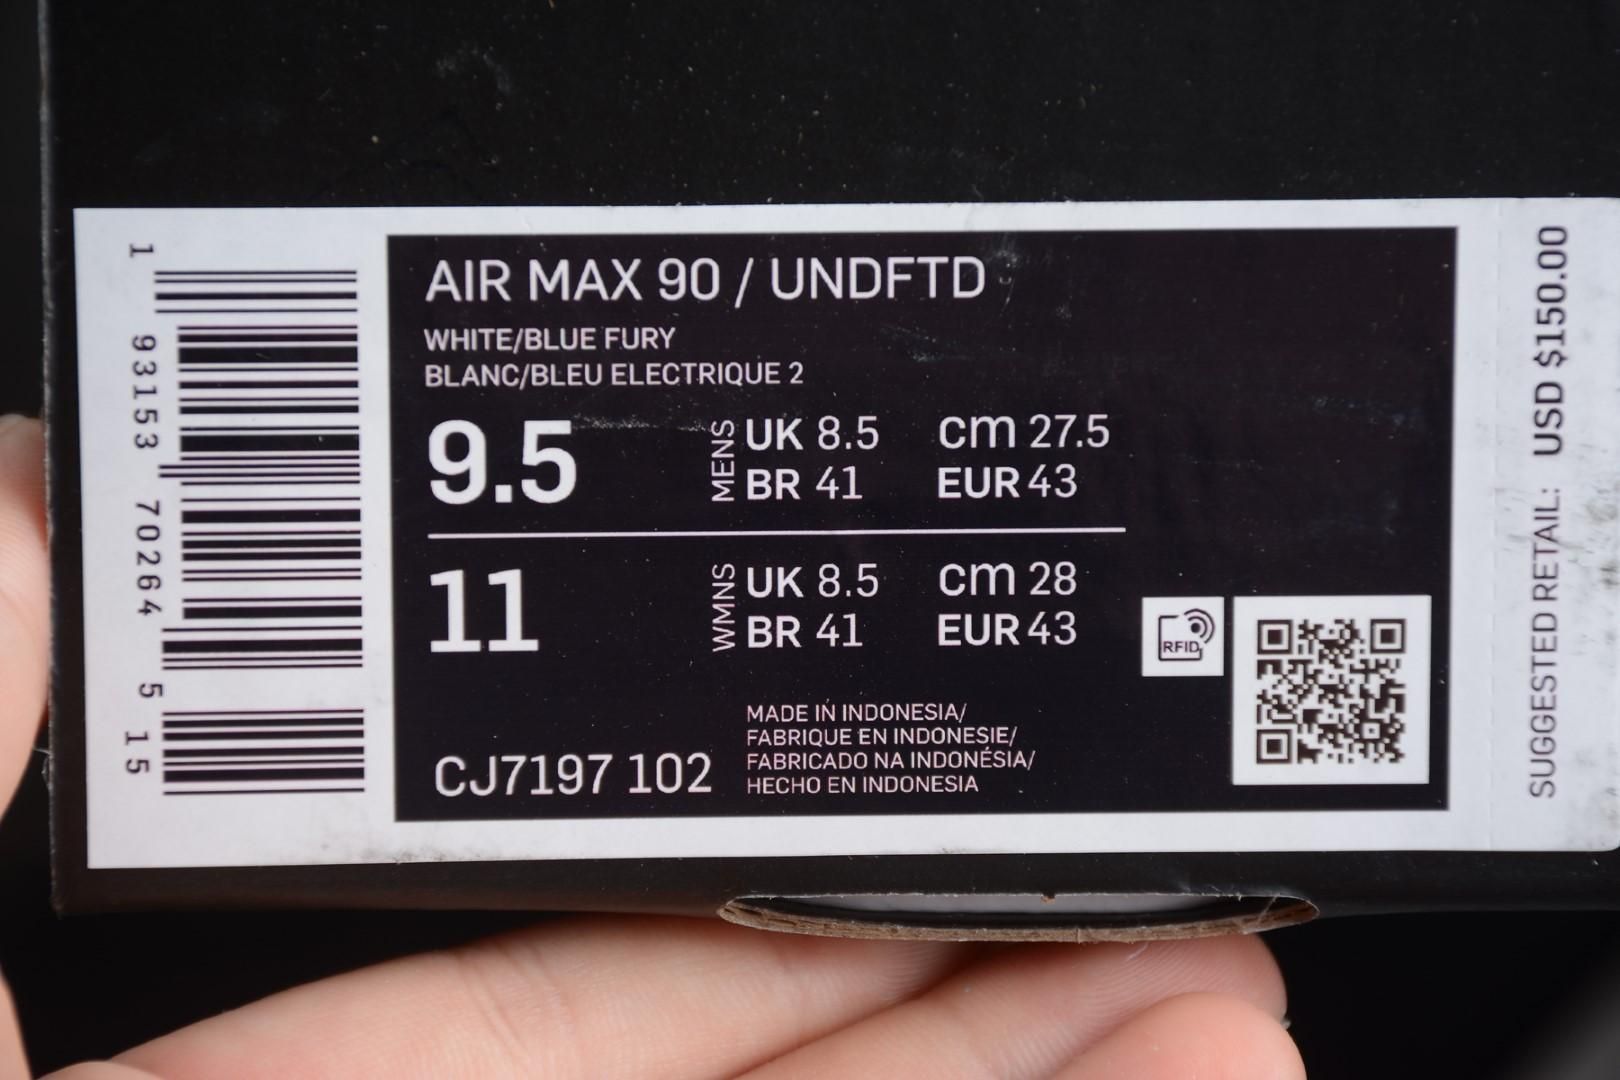 1 93153 70264 5 15
AIR MAX 90 / UNDFTD
WHITE/BLUE FURY
BLANC/BLEU ELECTRIQUE 2
9.5 MENS UK 8.5 cm 27.5
BR 41 EUR 43
11 WMNS UK 8.5 cm 28
BR 41 EUR 43
RFID
CJ7197 102
MADE IN INDONESIA/
FABRIQUE EN INDONESIE/
FABRICADO NA INDONÉSIA/
HECHO EN INDONESIA
SUGGESTED RETAIL: USD $150.00